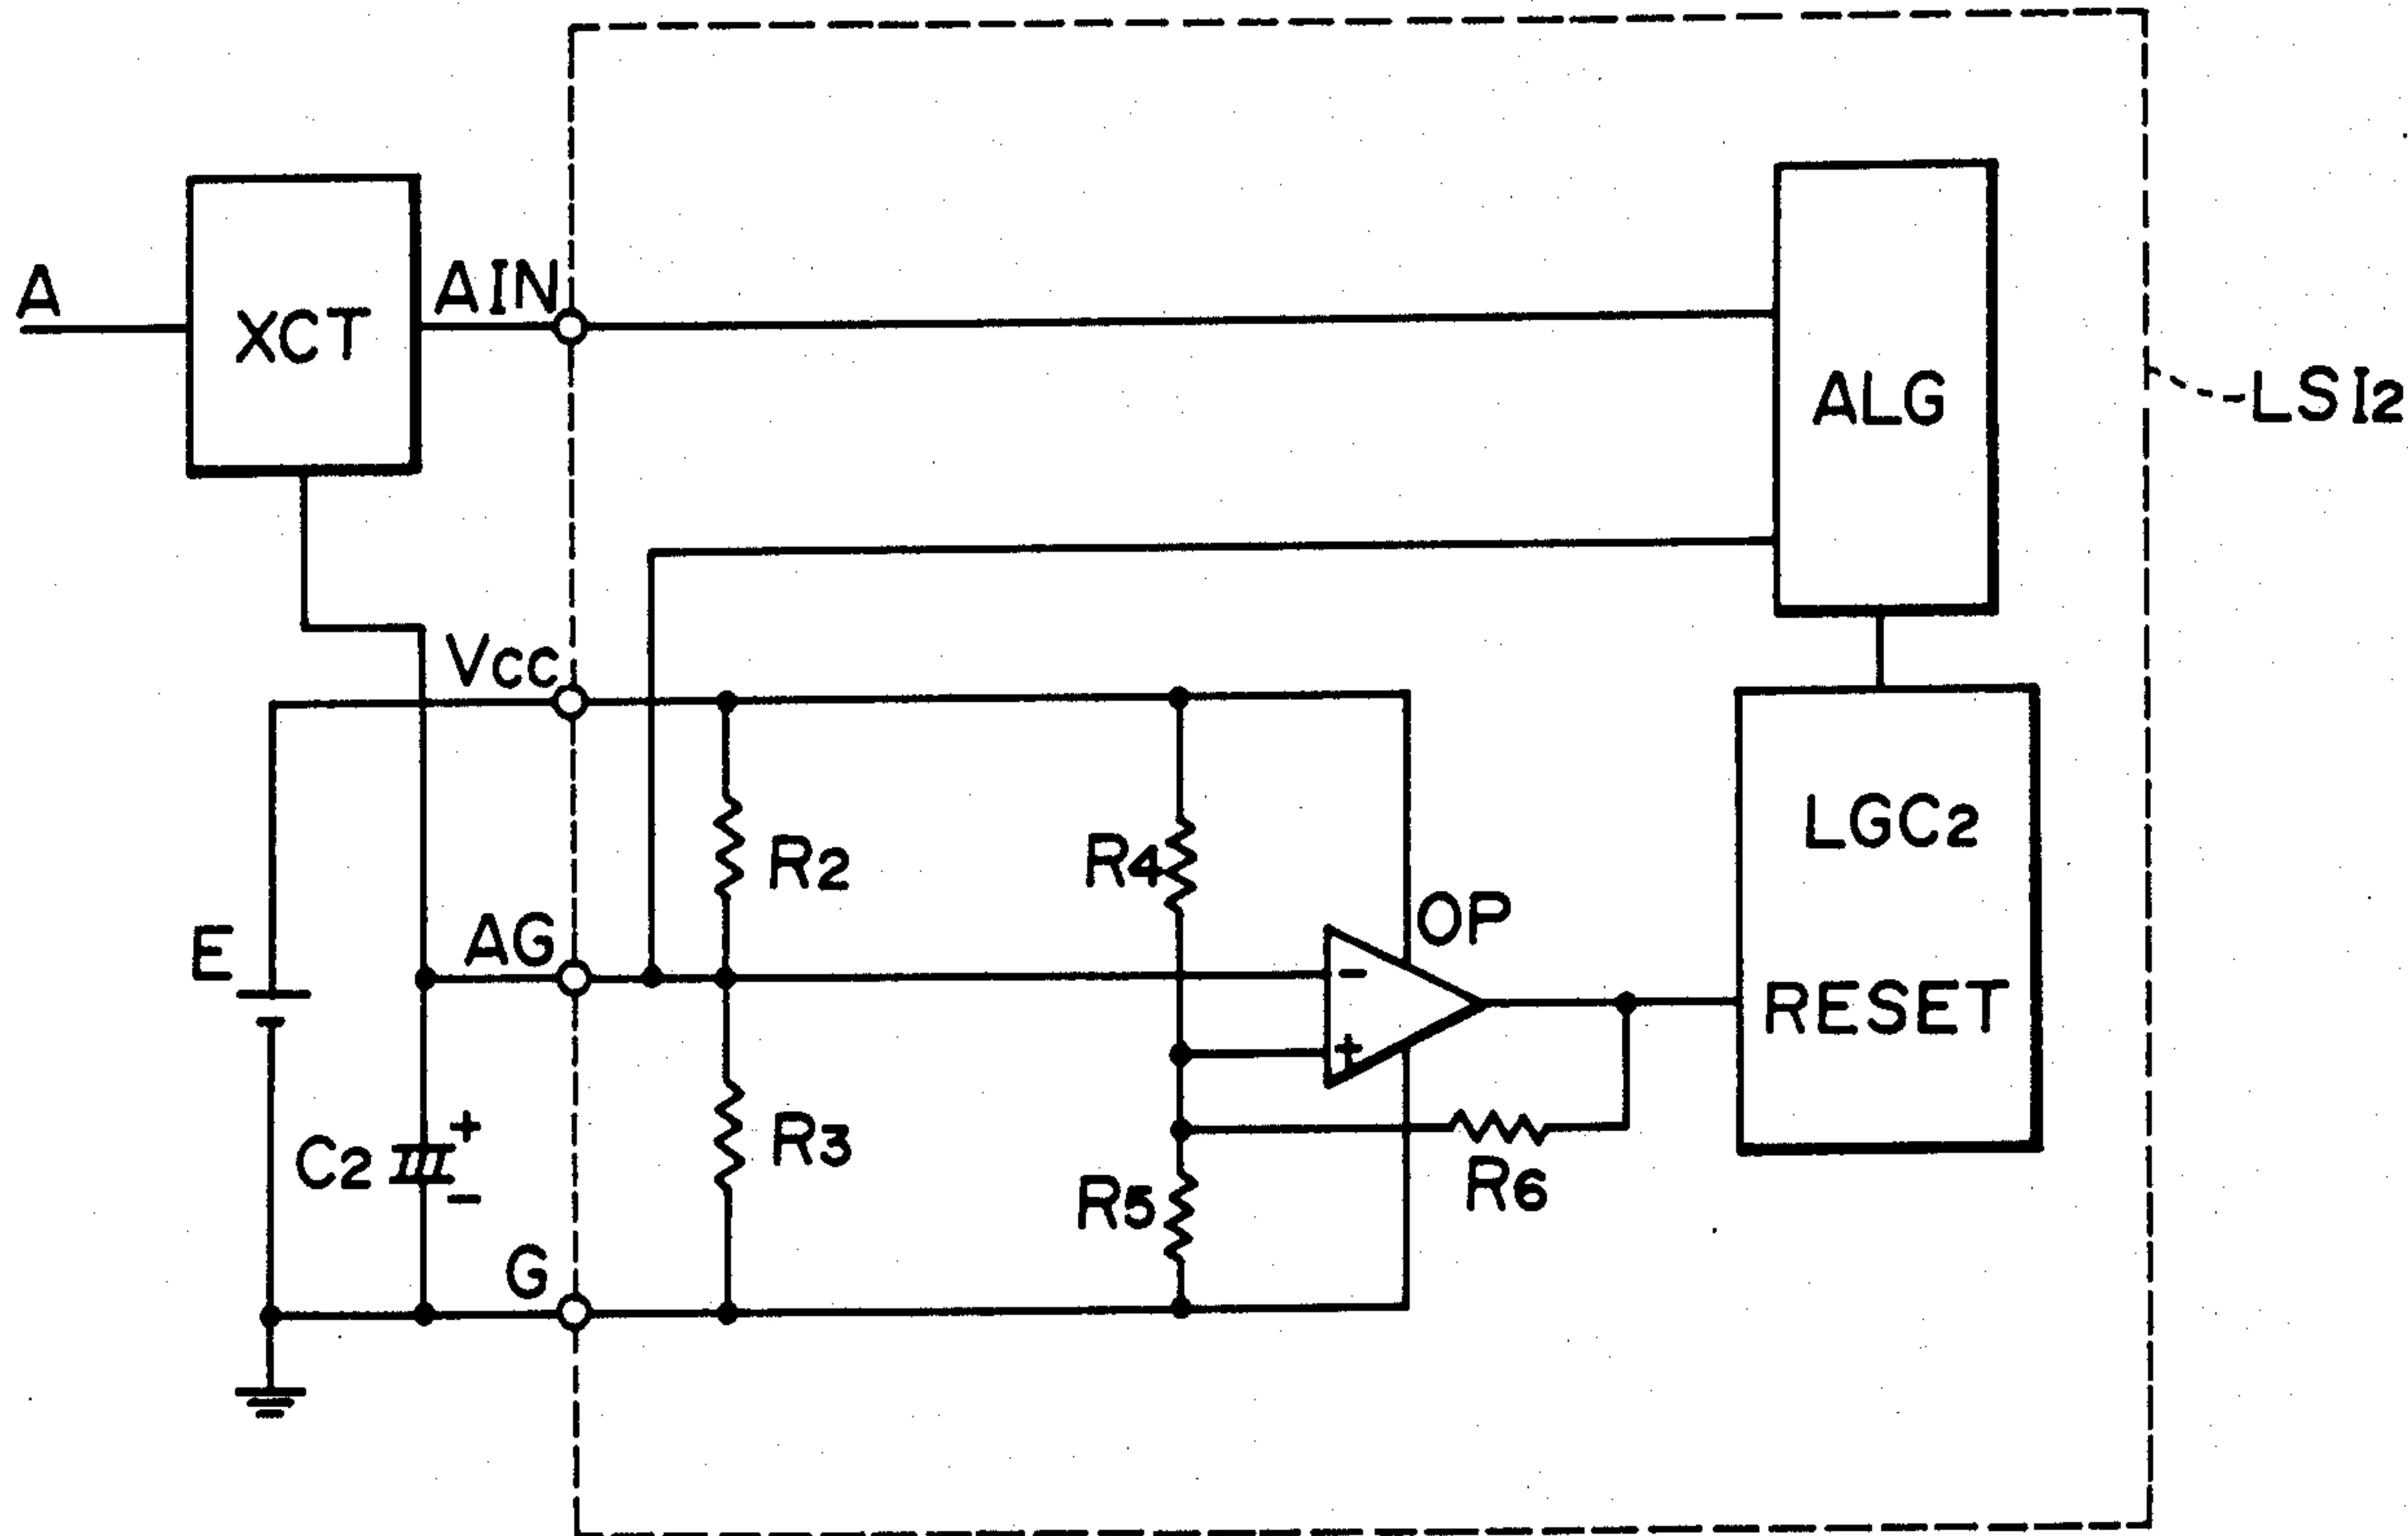 A
XCT
AIN
ALG
LSI2
Vcc
R2
R4
LGC2
OP
E
AG
-
+
RESET
C2
+
-
R3
R5
R6
G